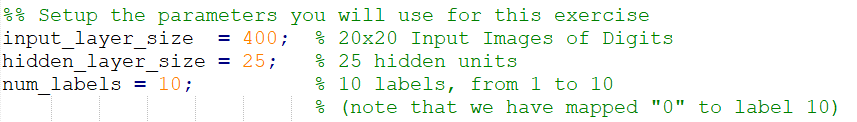 %% Setup the parameters you will use for this exercise
input_layer_size  = 400;  % 20x20 Input Images of Digits
hidden_layer_size = 25;   % 25 hidden units
num_labels = 10;          % 10 labels, from 1 to 10
                          % (note that we have mapped "0" to label 10)